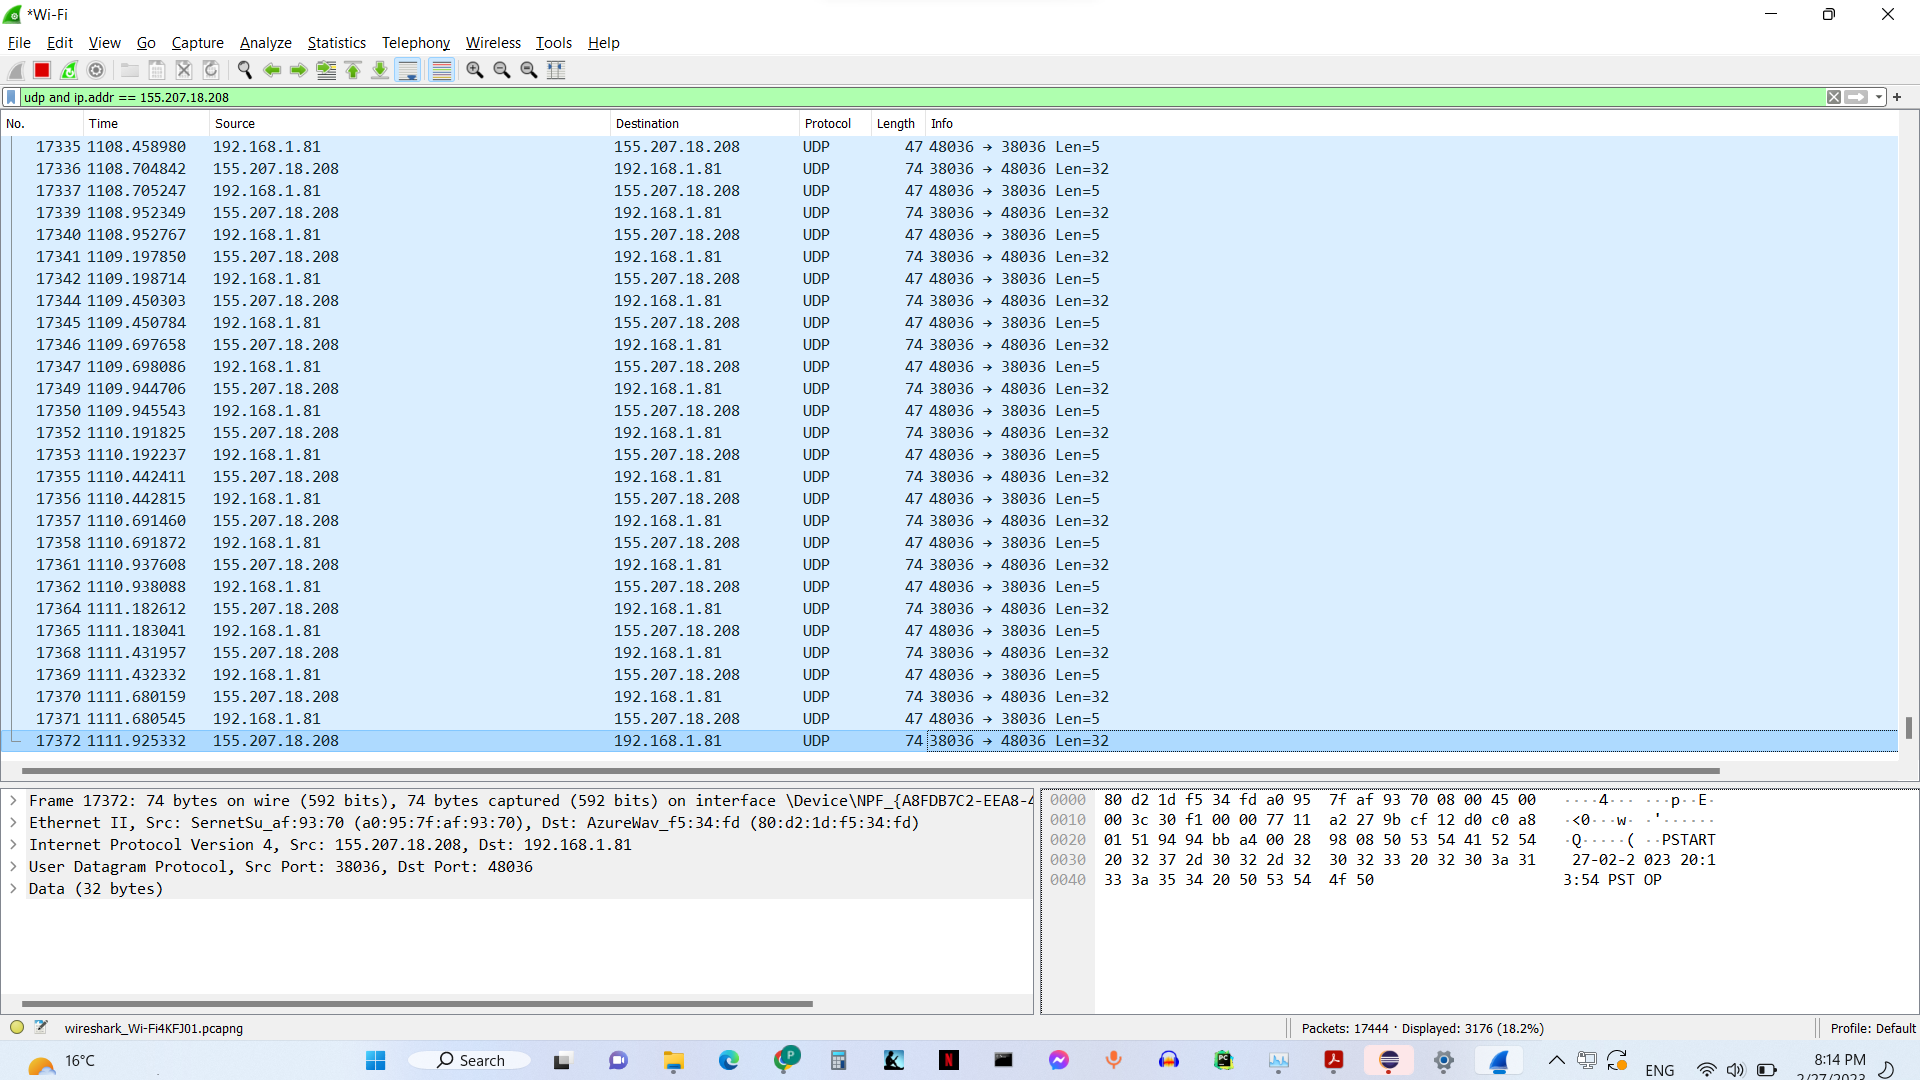 *Wi-Fi
File Edit View Go Capture Analyze Statistics Telephony Wireless Tools Help
udp and ip.addr == 155.207.18.208
No. Time Source Destination Protocol Length Info
17335 1108.458980 192.168.1.81 155.207.18.208 UDP 47 48036 → 38036 Len=5
17336 1108.704842 155.207.18.208 192.168.1.81 UDP 74 38036 → 48036 Len=32
17337 1108.705247 192.168.1.81 155.207.18.208 UDP 47 48036 → 38036 Len=5
17339 1108.952349 155.207.18.208 192.168.1.81 UDP 74 38036 → 48036 Len=32
17340 1108.952767 192.168.1.81 155.207.18.208 UDP 47 48036 → 38036 Len=5
17341 1109.197850 155.207.18.208 192.168.1.81 UDP 74 38036 → 48036 Len=32
17342 1109.198714 192.168.1.81 155.207.18.208 UDP 47 48036 → 38036 Len=5
17344 1109.450303 155.207.18.208 192.168.1.81 UDP 74 38036 → 48036 Len=32
17345 1109.450784 192.168.1.81 155.207.18.208 UDP 47 48036 → 38036 Len=5
17346 1109.697658 155.207.18.208 192.168.1.81 UDP 74 38036 → 48036 Len=32
17347 1109.698086 192.168.1.81 155.207.18.208 UDP 47 48036 → 38036 Len=5
17349 1109.944706 155.207.18.208 192.168.1.81 UDP 74 38036 → 48036 Len=32
17350 1109.945543 192.168.1.81 155.207.18.208 UDP 47 48036 → 38036 Len=5
17352 1110.191825 155.207.18.208 192.168.1.81 UDP 74 38036 → 48036 Len=32
17353 1110.192237 192.168.1.81 155.207.18.208 UDP 47 48036 → 38036 Len=5
17355 1110.442411 155.207.18.208 192.168.1.81 UDP 74 38036 → 48036 Len=32
17356 1110.442815 192.168.1.81 155.207.18.208 UDP 47 48036 → 38036 Len=5
17357 1110.691460 155.207.18.208 192.168.1.81 UDP 74 38036 → 48036 Len=32
17358 1110.691872 192.168.1.81 155.207.18.208 UDP 47 48036 → 38036 Len=5
17361 1110.937608 155.207.18.208 192.168.1.81 UDP 74 38036 → 48036 Len=32
17362 1110.938088 192.168.1.81 155.207.18.208 UDP 47 48036 → 38036 Len=5
17364 1111.182612 155.207.18.208 192.168.1.81 UDP 74 38036 → 48036 Len=32
17365 1111.183041 192.168.1.81 155.207.18.208 UDP 47 48036 → 38036 Len=5
17368 1111.431957 155.207.18.208 192.168.1.81 UDP 74 38036 → 48036 Len=32
17369 1111.432332 192.168.1.81 155.207.18.208 UDP 47 48036 → 38036 Len=5
17370 1111.680159 155.207.18.208 192.168.1.81 UDP 74 38036 → 48036 Len=32
17371 1111.680545 192.168.1.81 155.207.18.208 UDP 47 48036 → 38036 Len=5
17372 1111.925332 155.207.18.208 192.168.1.81 UDP 74 38036 → 48036 Len=32
Frame 17372: 74 bytes on wire (592 bits), 74 bytes captured (592 bits) on interface \Device\NPF_{A8FDB7C2-EEA8-4
Ethernet II, Src: SernetSu_af:93:70 (a0:95:7f:af:93:70), Dst: AzureWav_f5:34:fd (80:d2:1d:f5:34:fd)
Internet Protocol Version 4, Src: 155.207.18.208, Dst: 192.168.1.81
User Datagram Protocol, Src Port: 38036, Dst Port: 48036
Data (32 bytes)
0000 80 d2 1d f5 34 fd a0 95 7f af 93 70 08 00 45 00 ····4··· ···p··E·
0010 00 3c 30 f1 00 00 77 11 a2 27 9b cf 12 d0 c0 a8 ·<0···w· ·'······
0020 01 51 94 94 bb a4 00 28 98 08 50 53 54 41 52 54 ·Q·····( ··PSTART
0030 20 32 37 2d 30 32 2d 32 30 32 33 20 32 30 3a 31 27-02-2 023 20:1
0040 33 3a 35 34 20 50 53 54 4f 50 3:54 PST OP
wireshark_Wi-Fi4KFJ01.pcapng Packets: 17444 · Displayed: 3176 (18.2%) Profile: Default
16°C Search ENG 8:14 PM
2/27/2023